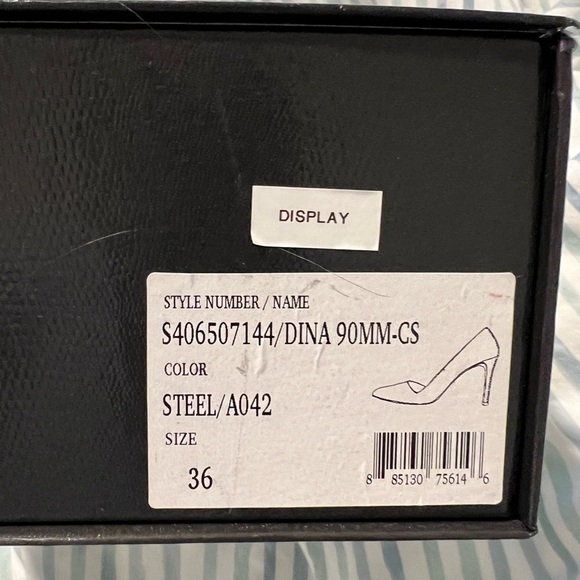 DISPLAY
STYLE NUMBER / NAME
S406507144/DINA 90MM-CS
COLOR
STEEL/A042
SIZE
36
8 85130 75614 6